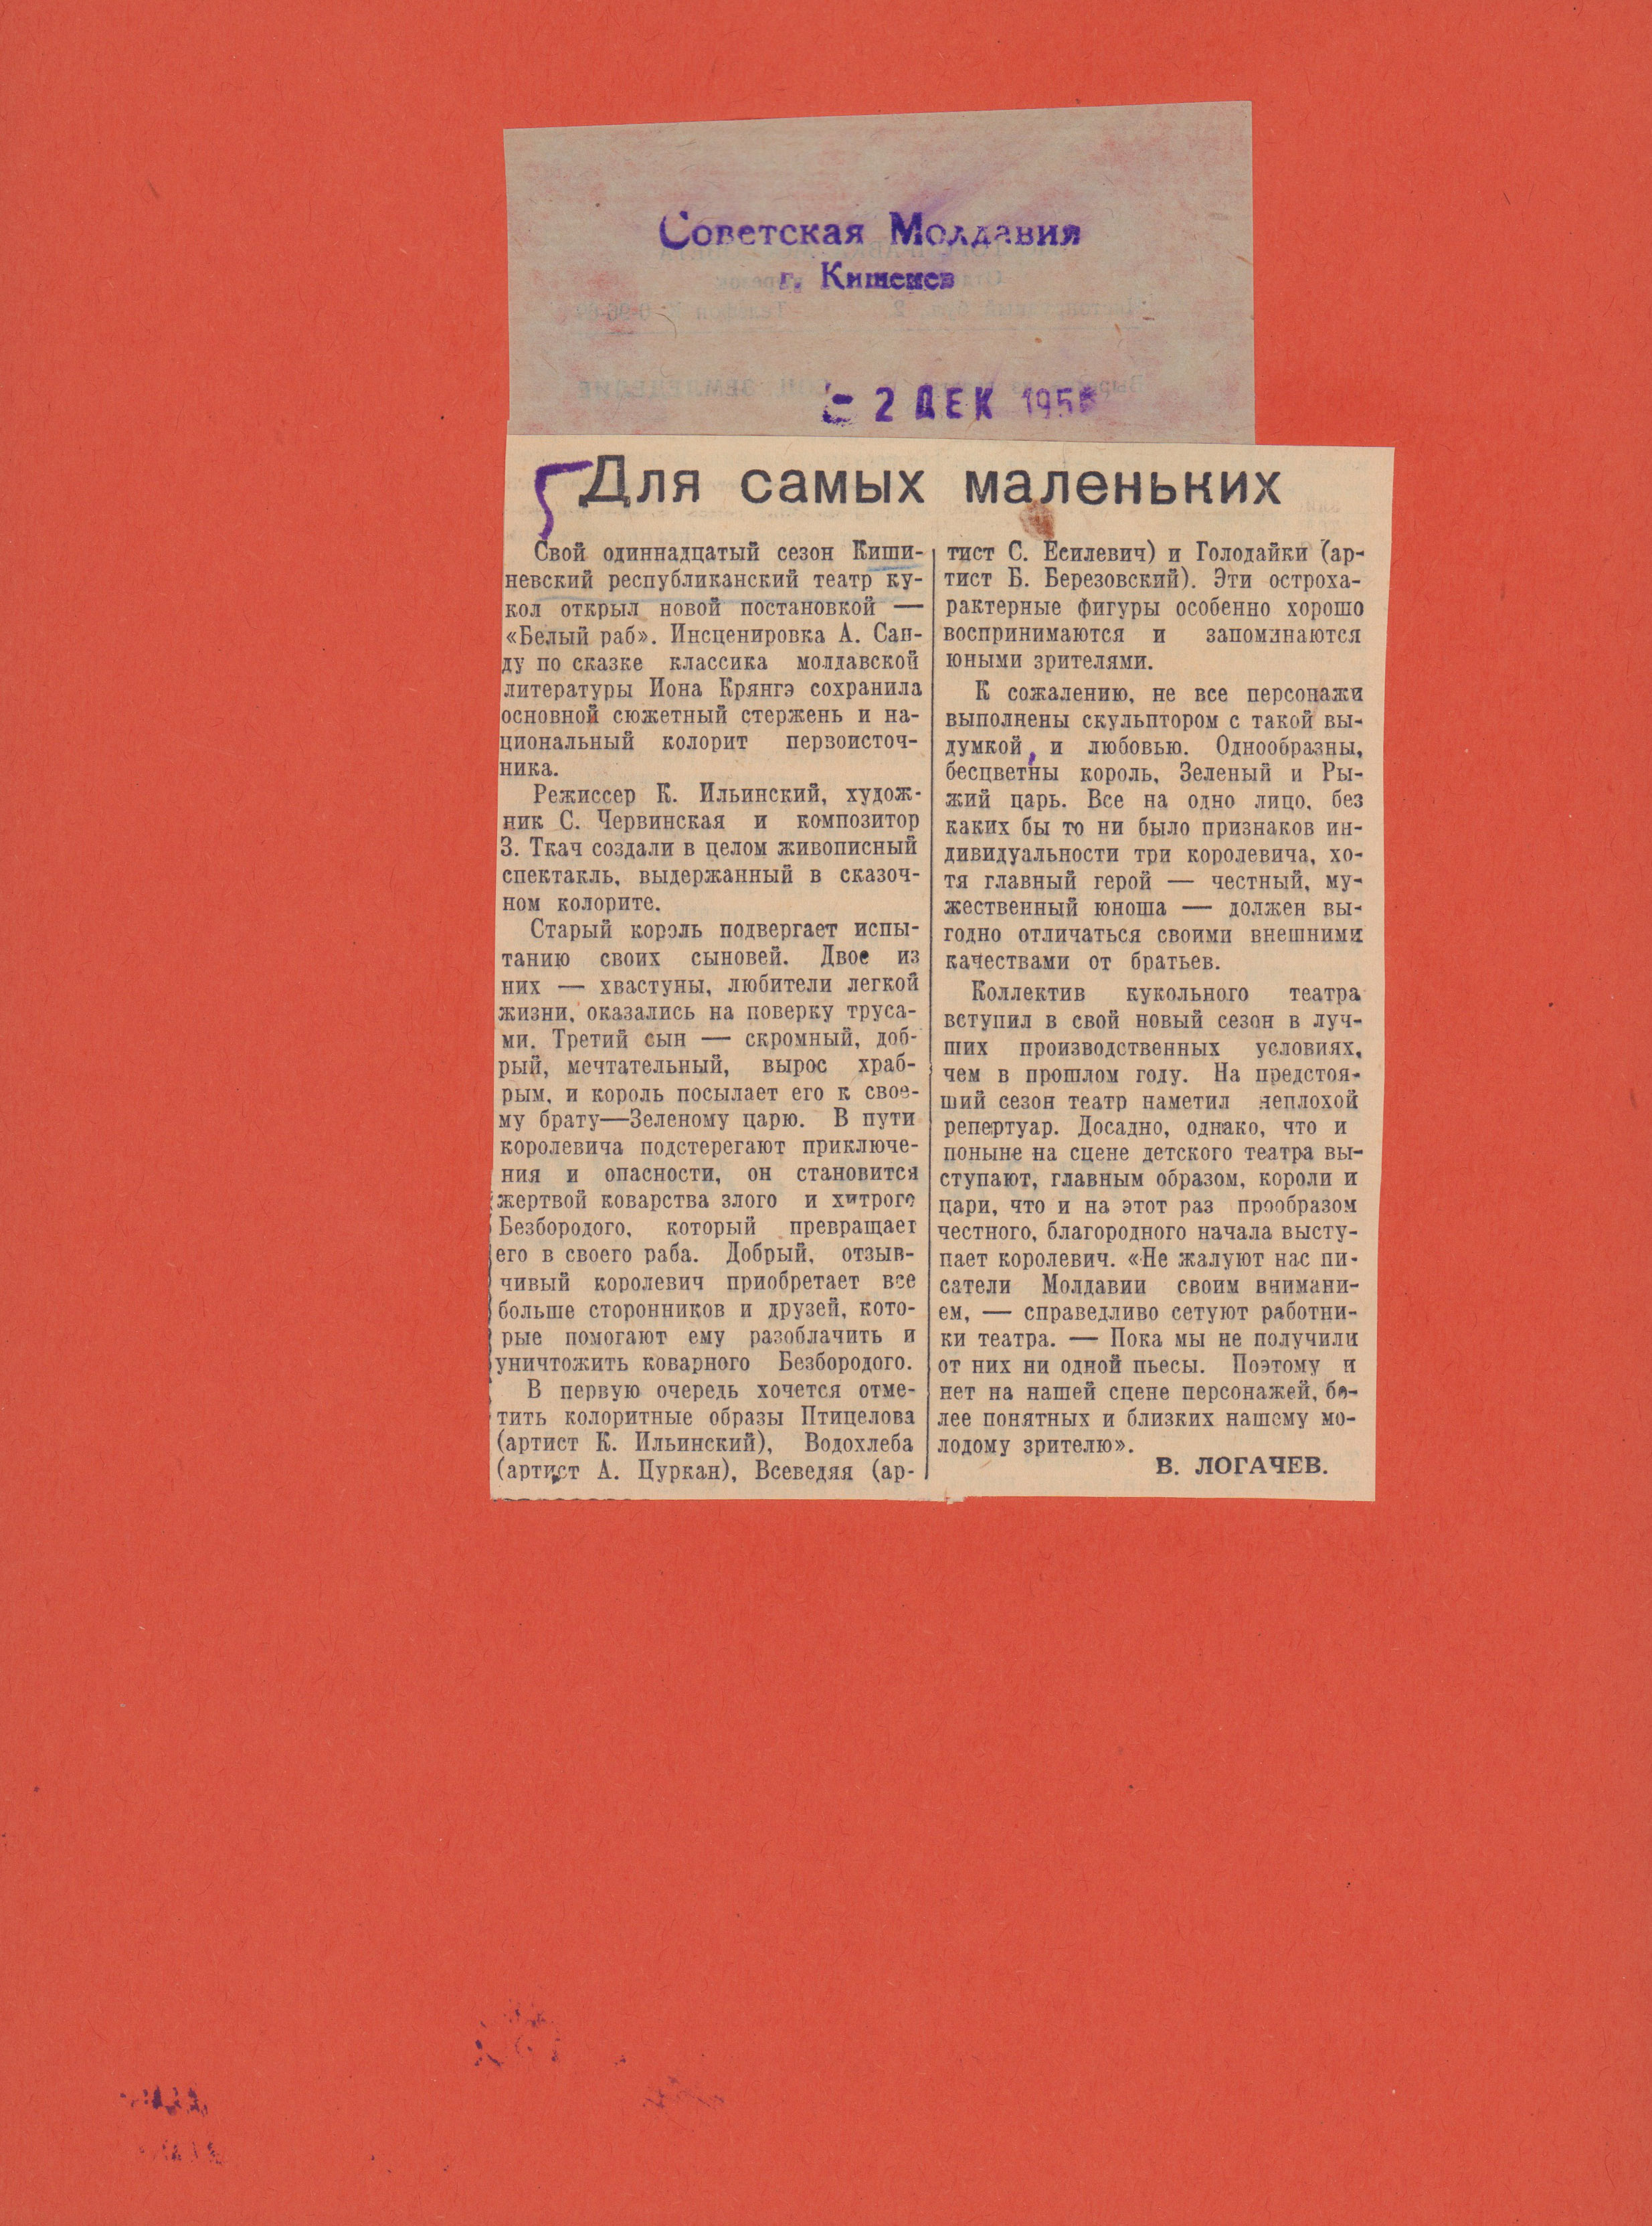 Советская Молдавия
г. Кишенев
- 2 ДЕК
Для самых маленьких
Свой одиннадцатый сезон Киши-
невский республиканский театр ку-
кол открыл новой постановкой —
«Белый раб». Инсценировка А. Сан-
ду по сказке классика молдавской
литературы Иона Крянгэ сохранила
основной сюжетный стержень и на-
циональный колорит первоисточ-
ника.
Режиссер К. Ильинский, худож-
ник С. Червинская и композитор
З. Ткач создали в целом живописный
спектакль, выдержанный в сказоч-
ном колорите.
Старый король подвергает испы-
танию своих сыновей. Двое из
них — хвастуны, любители легкой
жизни, оказались на поверку труса-
ми. Третий сын — скромный, доб-
рый, мечтательный, вырос храб-
рым, и король посылает его к свое-
му брату—Зеленому царю. В пути
королевича подстерегают приключе-
ния и опасности, он становится
жертвой коварства злого и хитрого
Безбородого, который превращает
его в своего раба. Добрый, отзыв-
чивый королевич приобретает все
больше сторонников и друзей, кото-
рые помогают ему разоблачить и
уничтожить коварного Безбородого.
В первую очередь хочется отме-
тить колоритные образы Птицелова
(артист К. Ильинский), Водохлеба
(артист А. Цуркан), Всеведяя (ар-
тист С. Есилевич) и Голодайки (ар-
тист Б. Березовский). Эти остроха-
рактерные фигуры особенно хорошо
воспринимаются и запоминаются
юными зрителями.
К сожалению, не все персонажи
выполнены скульптором с такой вы-
думкой и любовью. Однообразны,
бесцветны король, Зеленый и Ры-
жий царь. Все на одно лицо, без
каких бы то ни было признаков ин-
дивидуальности три королевича, хо-
тя главный герой — честный, му-
жественный юноша — должен вы-
годно отличаться своими внешними
качествами от братьев.
Коллектив кукольного театра
вступил в свой новый сезон в луч-
ших производственных условиях,
чем в прошлом году. На предстоя-
ший сезон театр наметил неплохой
репертуар. Досадно, однако, что и
поныне на сцене детского театра вы-
ступают, главным образом, короли и
цари, что и на этот раз прообразом
честного, благородного начала высту-
пает королевич. «Не жалуют нас пи-
сатели Молдавии своим внимани-
ем, — справедливо сетуют работни-
ки театра. — Пока мы не получили
от них ни одной пьесы. Поэтому и
нет на нашей сцене персонажей, бо-
лее понятных и близких нашему мо-
лодому зрителю».
В. ЛОГАЧЕВ.